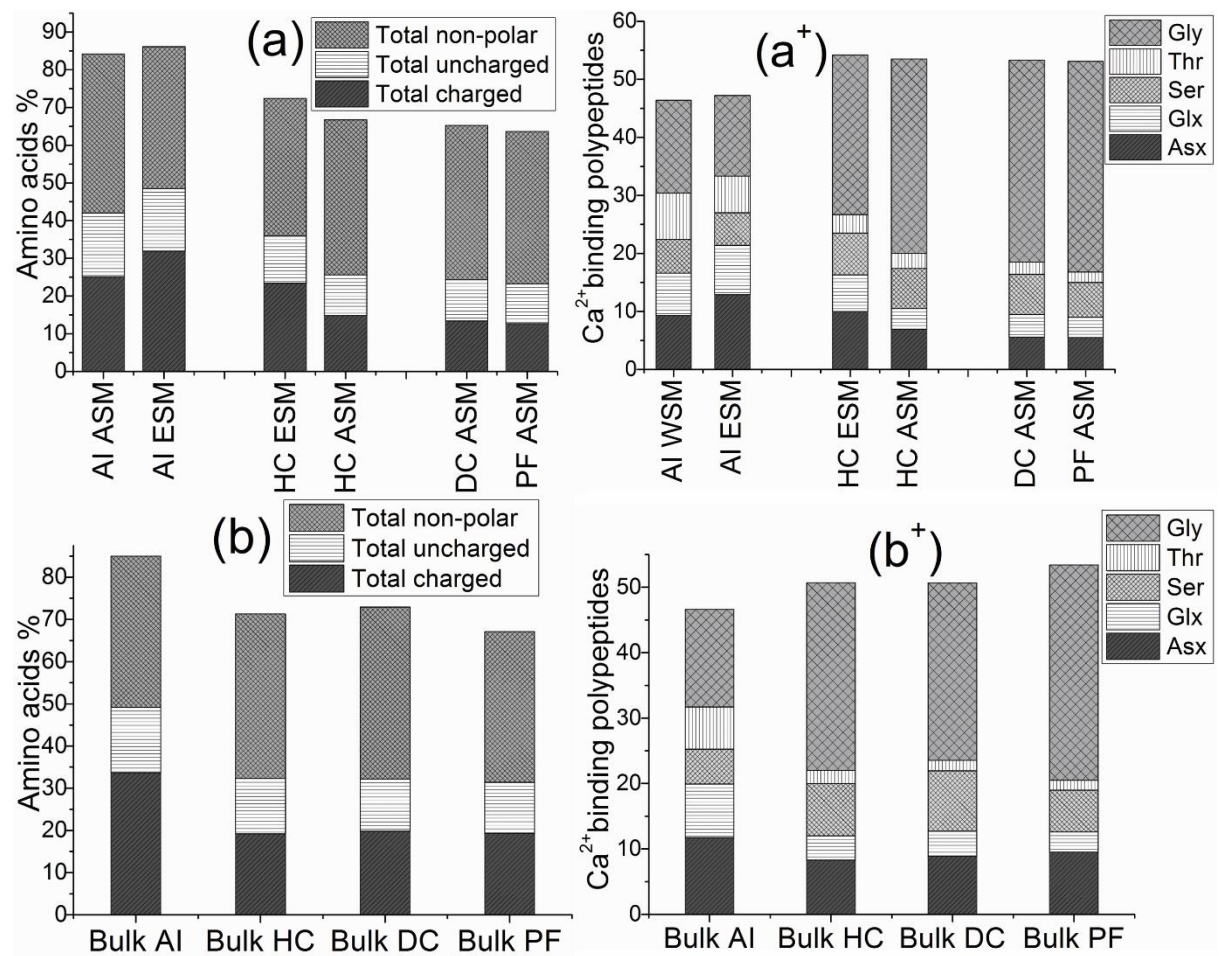 (a)
Total non-polar
Total uncharged
Total charged
Amino acids %
90
80
70
60
50
40
30
20
10
0
AI ASM
AI ESM
HC ESM
HC ASM
DC ASM
PF ASM
(a+)
Gly
Thr
Ser
Glx
Asx
Ca2+binding polypeptides
60
50
40
30
20
10
0
AI WSM
AI ESM
HC ESM
HC ASM
DC ASM
PF ASM
(b)
Total non-polar
Total uncharged
Total charged
Amino acids %
80
70
60
50
40
30
20
10
0
Bulk AI
Bulk HC
Bulk DC
Bulk PF
(b+)
Gly
Thr
Ser
Glx
Asx
Ca2+binding polypeptides
50
40
30
20
10
0
Bulk AI
Bulk HC
Bulk DC
Bulk PF